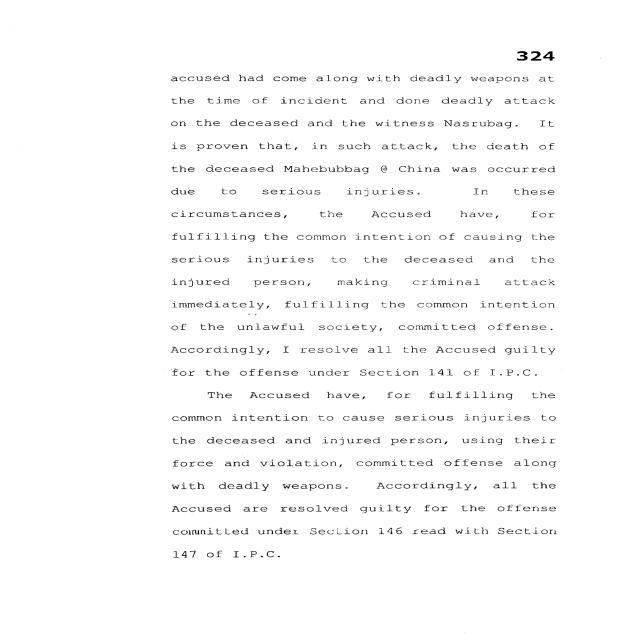 324
accused had come along with deadly weapons at
the time of incident and done deadly attack
on the deceased and the witness Nasrubag. It
is proven that, in such attack, the death of
the deceased Mahebubbag @ China was occurred
due to serious injuries. In these
circumstances, the Accused have, for
fulfilling the common intention of causing the
serious injuries to the deceased and the
injured person, making criminal attack
immediately, fulfilling the common intention
of the unlawful society, committed offense.
Accordingly, I resolve all the Accused guilty
for the offense under Section 141 of I.P.C.
The Accused have, for fulfilling the
common intention to cause serious injuries to
the deceased and injured person, using their
force and violation, committed offense along
with deadly weapons. Accordingly, all the
Accused are resolved guilty for the offense
committed under Section 146 read with Section
147 of I.P.C.